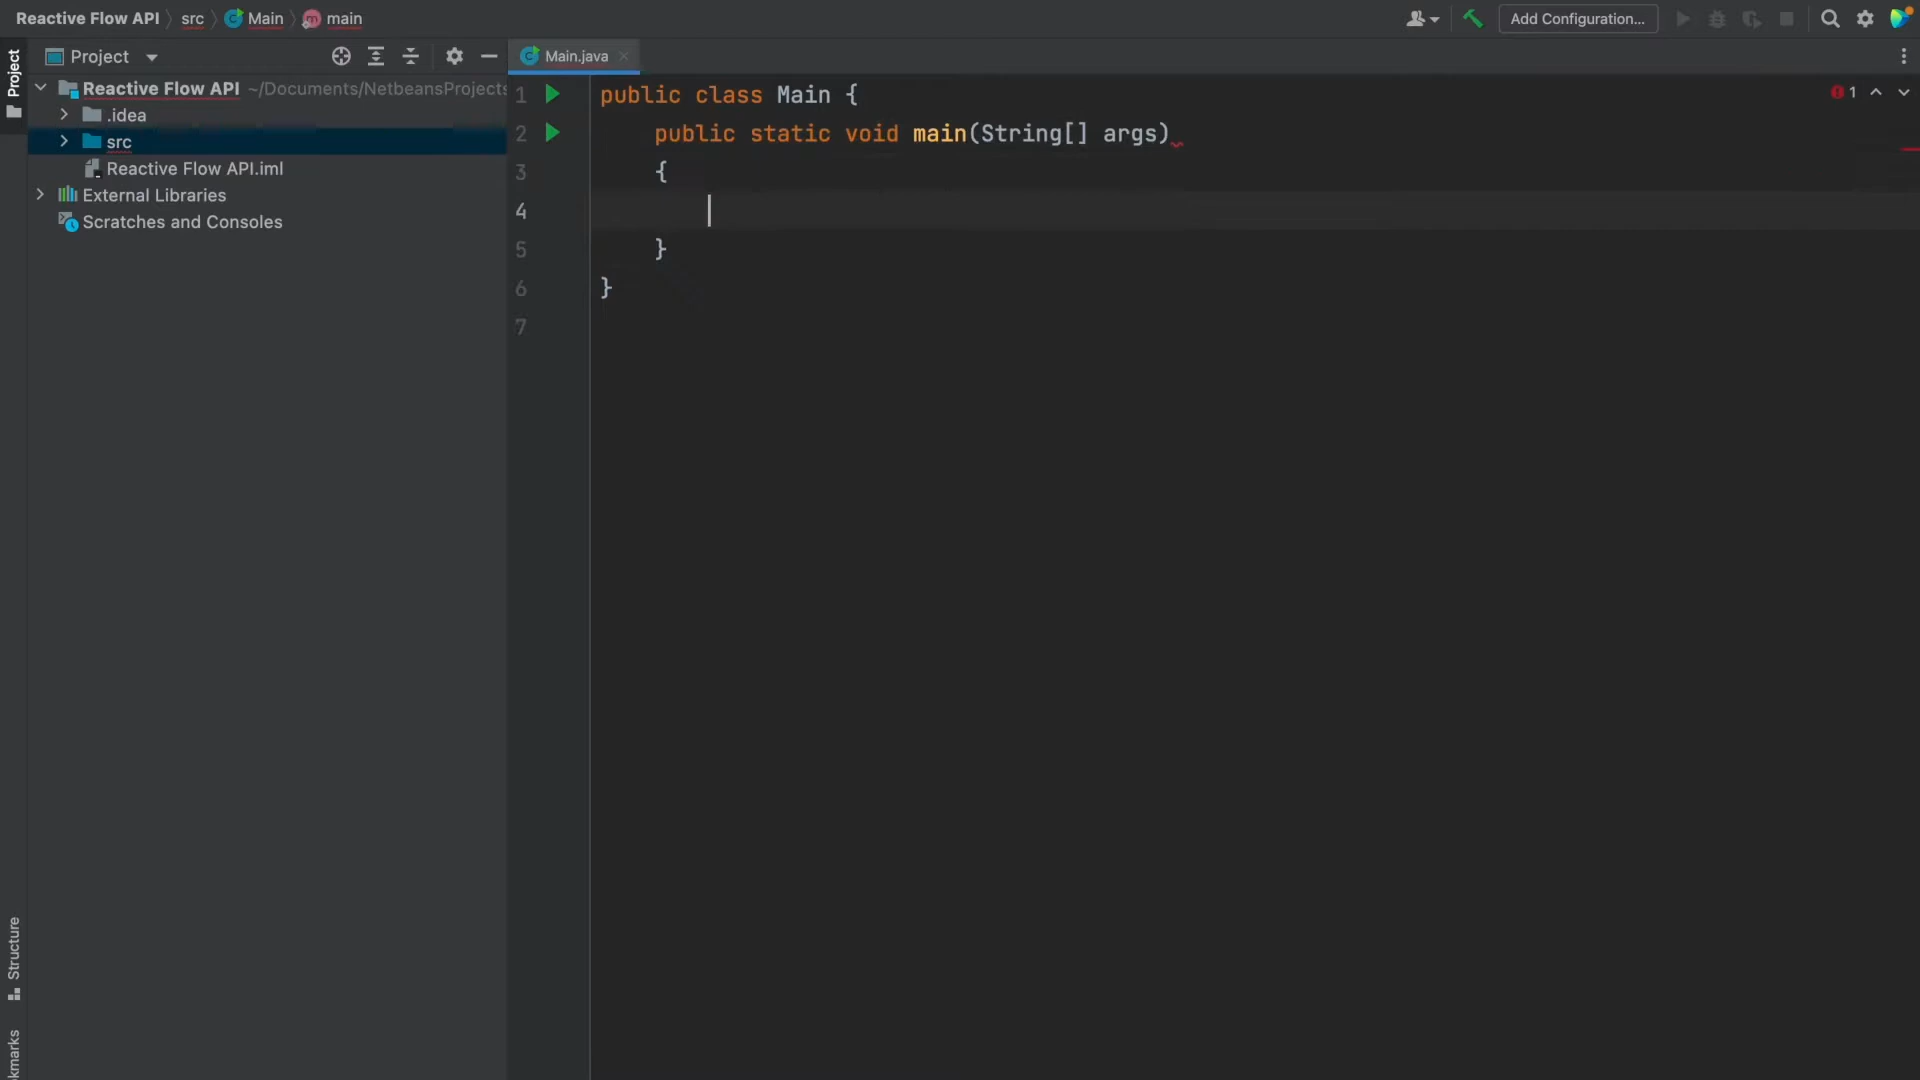 Reactive Flow API src Main main
Add Configuration...
Project
Project
Main.java
Reactive Flow API ~/Documents/NetbeansProjects
.idea
src
Reactive Flow API.iml
External Libraries
Scratches and Consoles
1 public class Main {
2 public static void main(String[] args)
3 {
4
5 }
6 }
7
1
Structure
kmarks